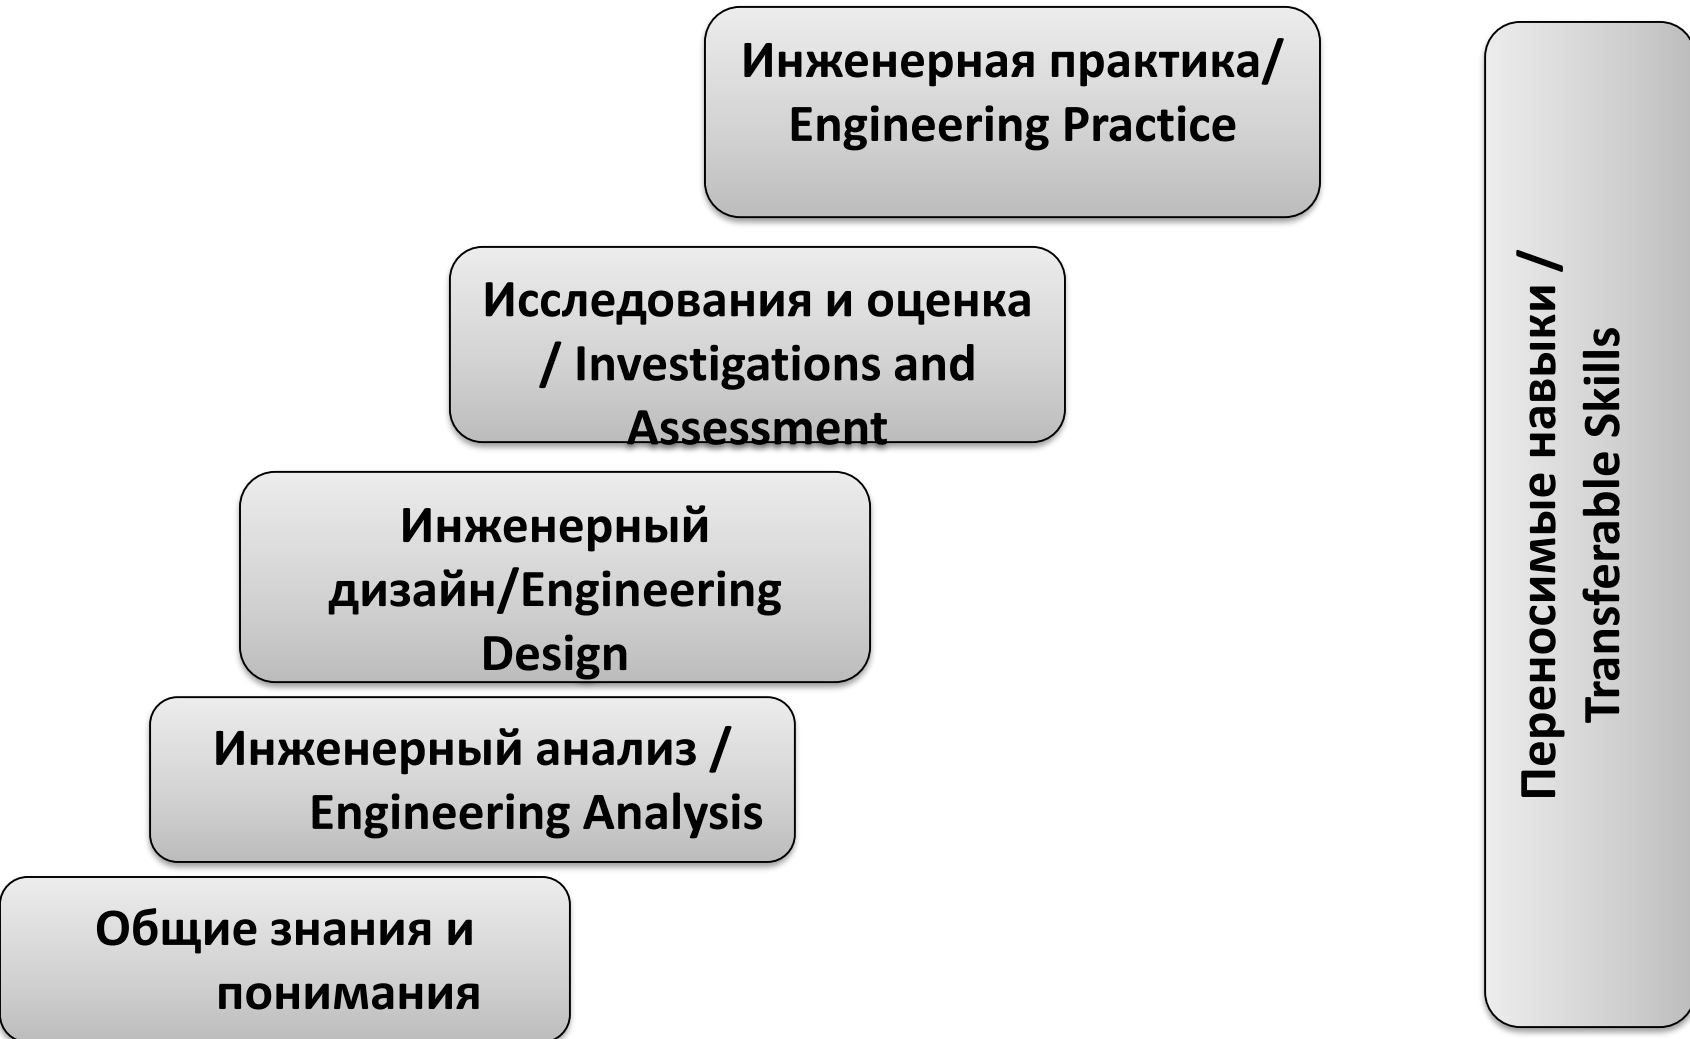 Инженерная практика/
Engineering Practice
Исследования и оценка
/ Investigations and
Assessment
Инженерный
дизайн/Engineering
Design
Инженерный анализ /
Engineering Analysis
Общие знания и
понимания
Переносимые навыки /
Transferable Skills